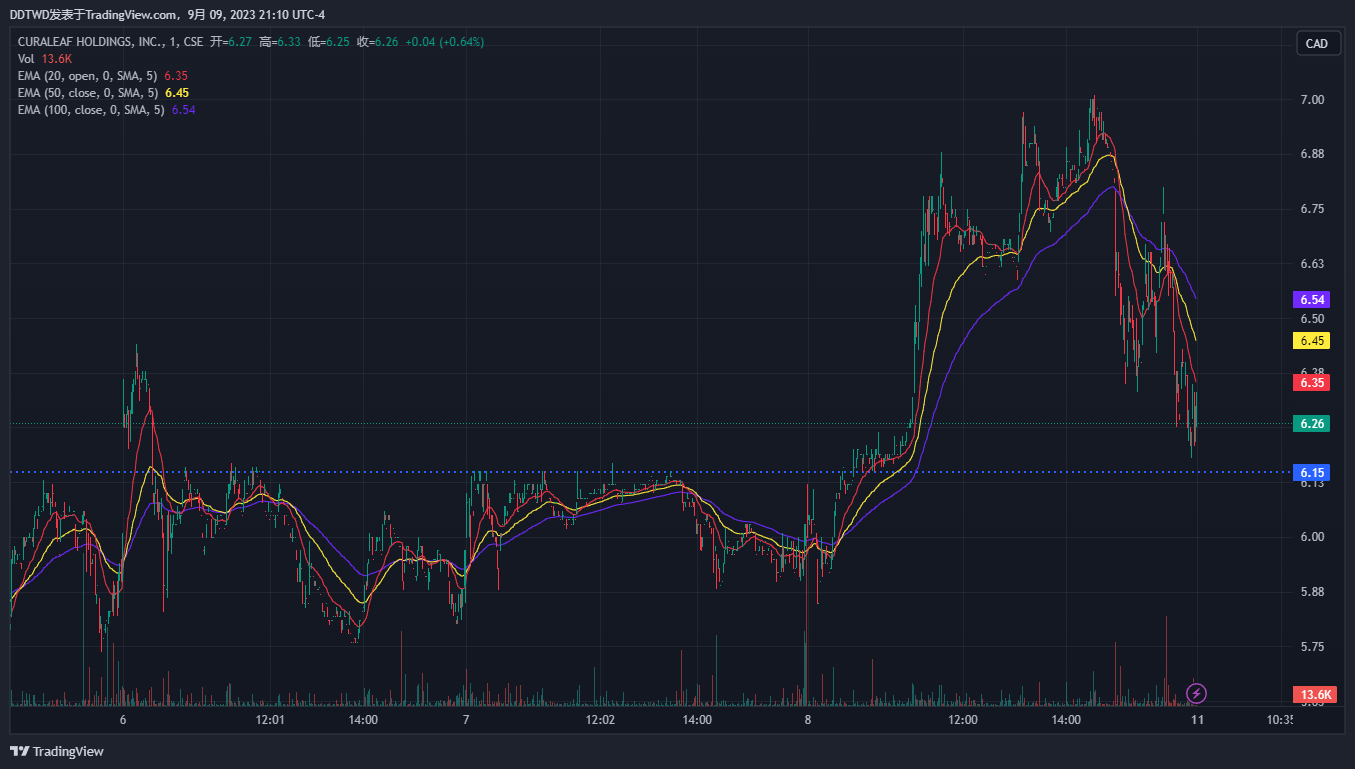 DDTWD发表于TradingView.com, 9月 09, 2023 21:10 UTC-4
CURALEAF HOLDINGS, INC., 1, CSE 开=6.27 高=6.33 低=6.25 收=6.26 +0.04 (+0.64%)
CAD
Vol 13.6K
EMA (20, open, 0, SMA, 5) 6.35
EMA (50, close, 0, SMA, 5) 6.45
EMA (100, close, 0, SMA, 5) 6.54
7.00
6.88
6.75
6.63
6.54
6.50
6.45
6.38
6.35
6.26
6.15
6.13
6.00
5.88
5.75
13.6K
5.63
6 12:01 14:00 7 12:02 14:00 8 12:00 14:00 11 10:35
TradingView